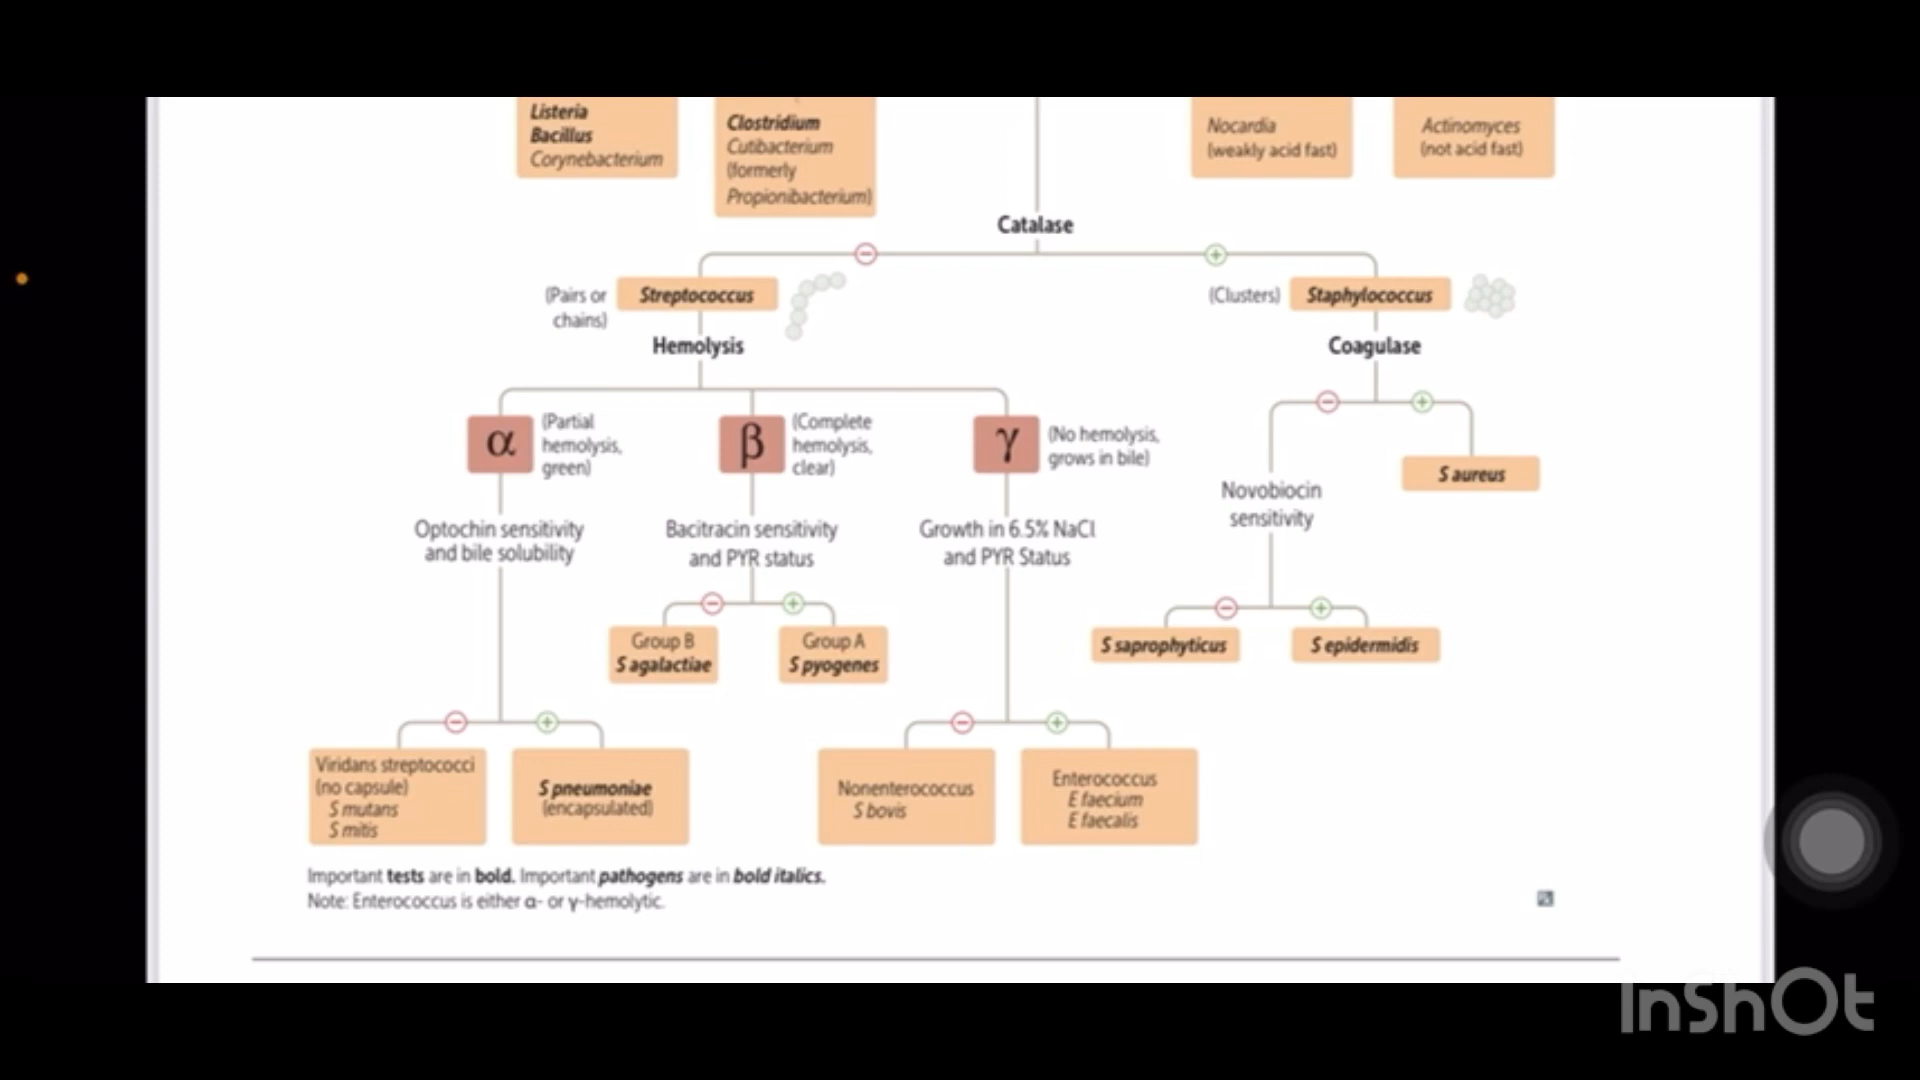 Listeria
Bacillus
Corynebacterium
Clostridium
Cutibacterium
(formerly
Propionibacterium)
Nocardia
(weakly acid fast)
Actinomyces
(not acid fast)
Catalase
−
+
(Pairs or
chains)
Streptococcus
(Clusters)
Staphylococcus
Hemolysis
Coagulase
−
+
α
(Partial
hemolysis,
green)
β
(Complete
hemolysis,
clear)
γ
(No hemolysis,
grows in bile)
S aureus
Novobiocin
sensitivity
Optochin sensitivity
and bile solubility
Bacitracin sensitivity
and PYR status
Growth in 6.5% NaCl
and PYR Status
−
+
−
+
Group B
S agalactiae
Group A
S pyogenes
S saprophyticus
S epidermidis
−
+
−
+
Viridans streptococci
(no capsule)
S mutans
S mitis
S pneumoniae
(encapsulated)
Nonenterococcus
S bovis
Enterococcus
E faecium
E faecalis
Important tests are in bold. Important pathogens are in bold italics.
Note: Enterococcus is either α- or γ-hemolytic.
InShOt